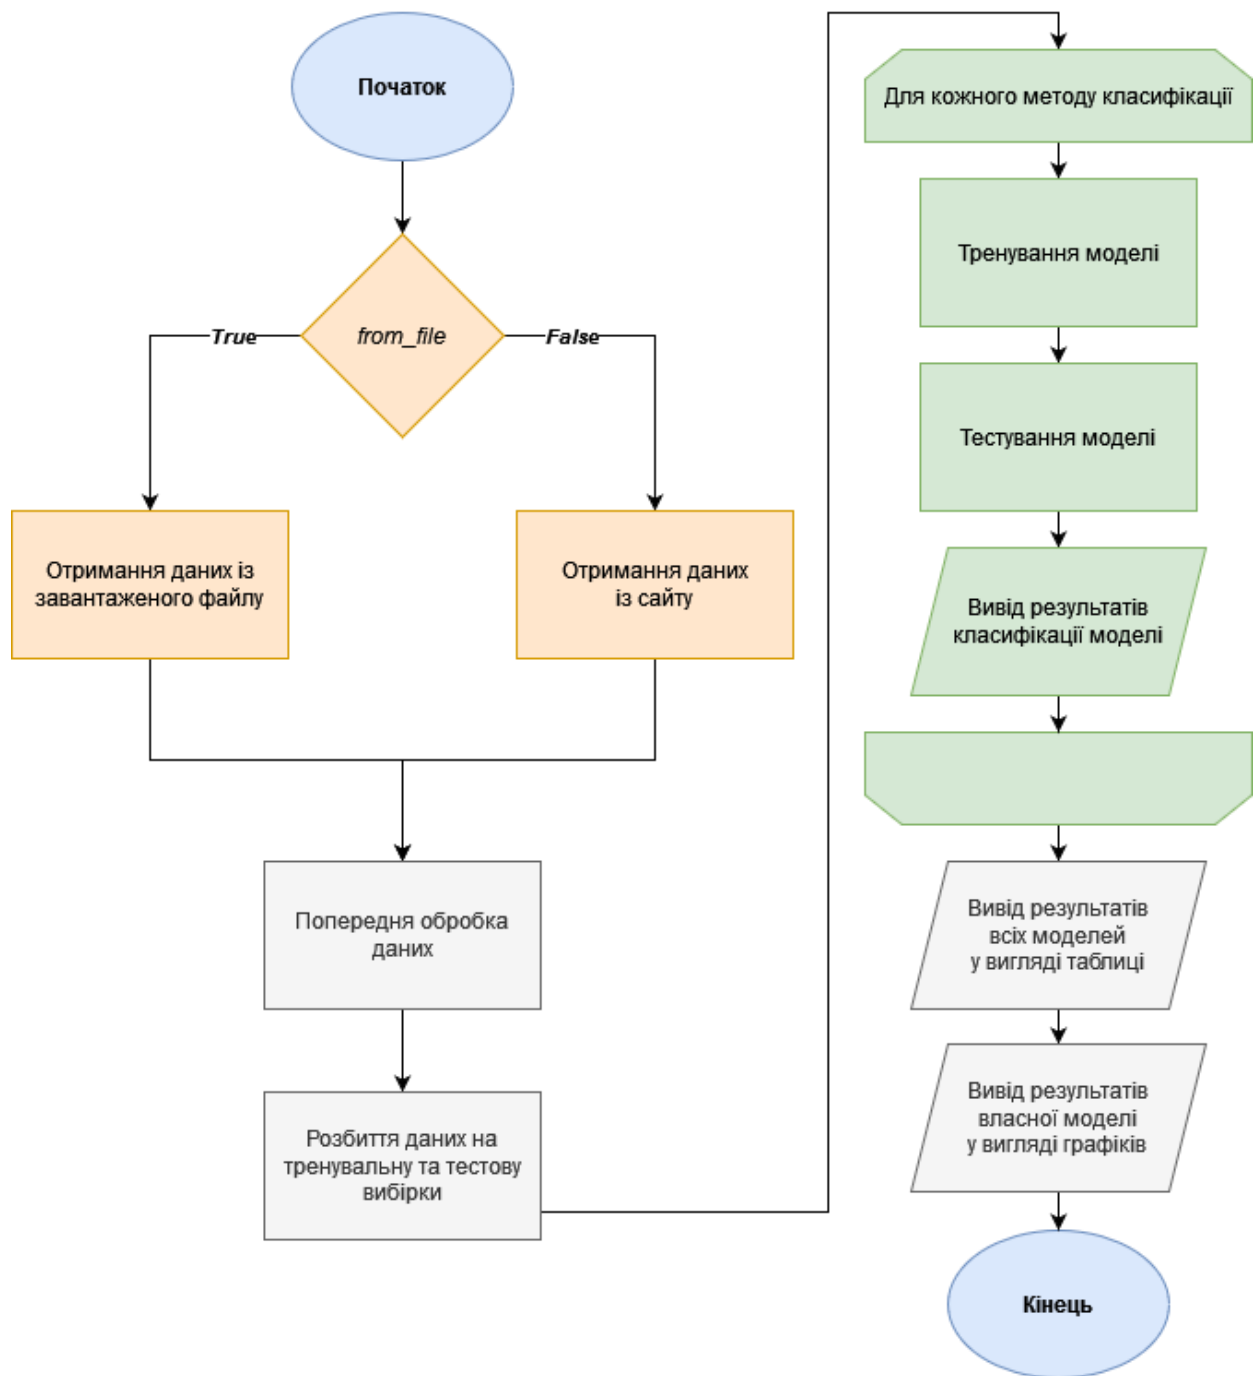 Початок
from_file
True
False
Отримання даних із
завантаженого файлу
Отримання даних
із сайту
Попередня обробка
даних
Розбиття даних на
тренувальну та тестову
вибірки
Для кожного методу класифікації
Тренування моделі
Тестування моделі
Вивід результатів
класифікації моделі
Вивід результатів
всіх моделей
у вигляді таблиці
Вивід результатів
власної моделі
у вигляді графіків
Кінець